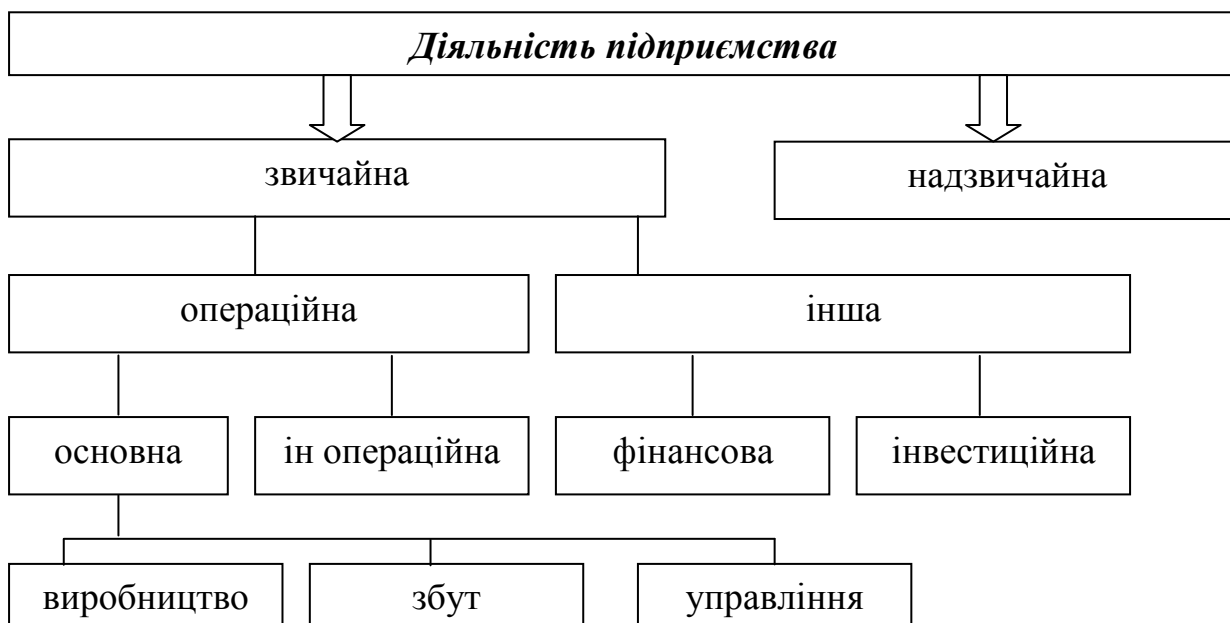 Діяльність підприємства
звичайна
надзвичайна
операційна
інша
основна
ін операційна
фінансова
інвестиційна
виробництво
збут
управління